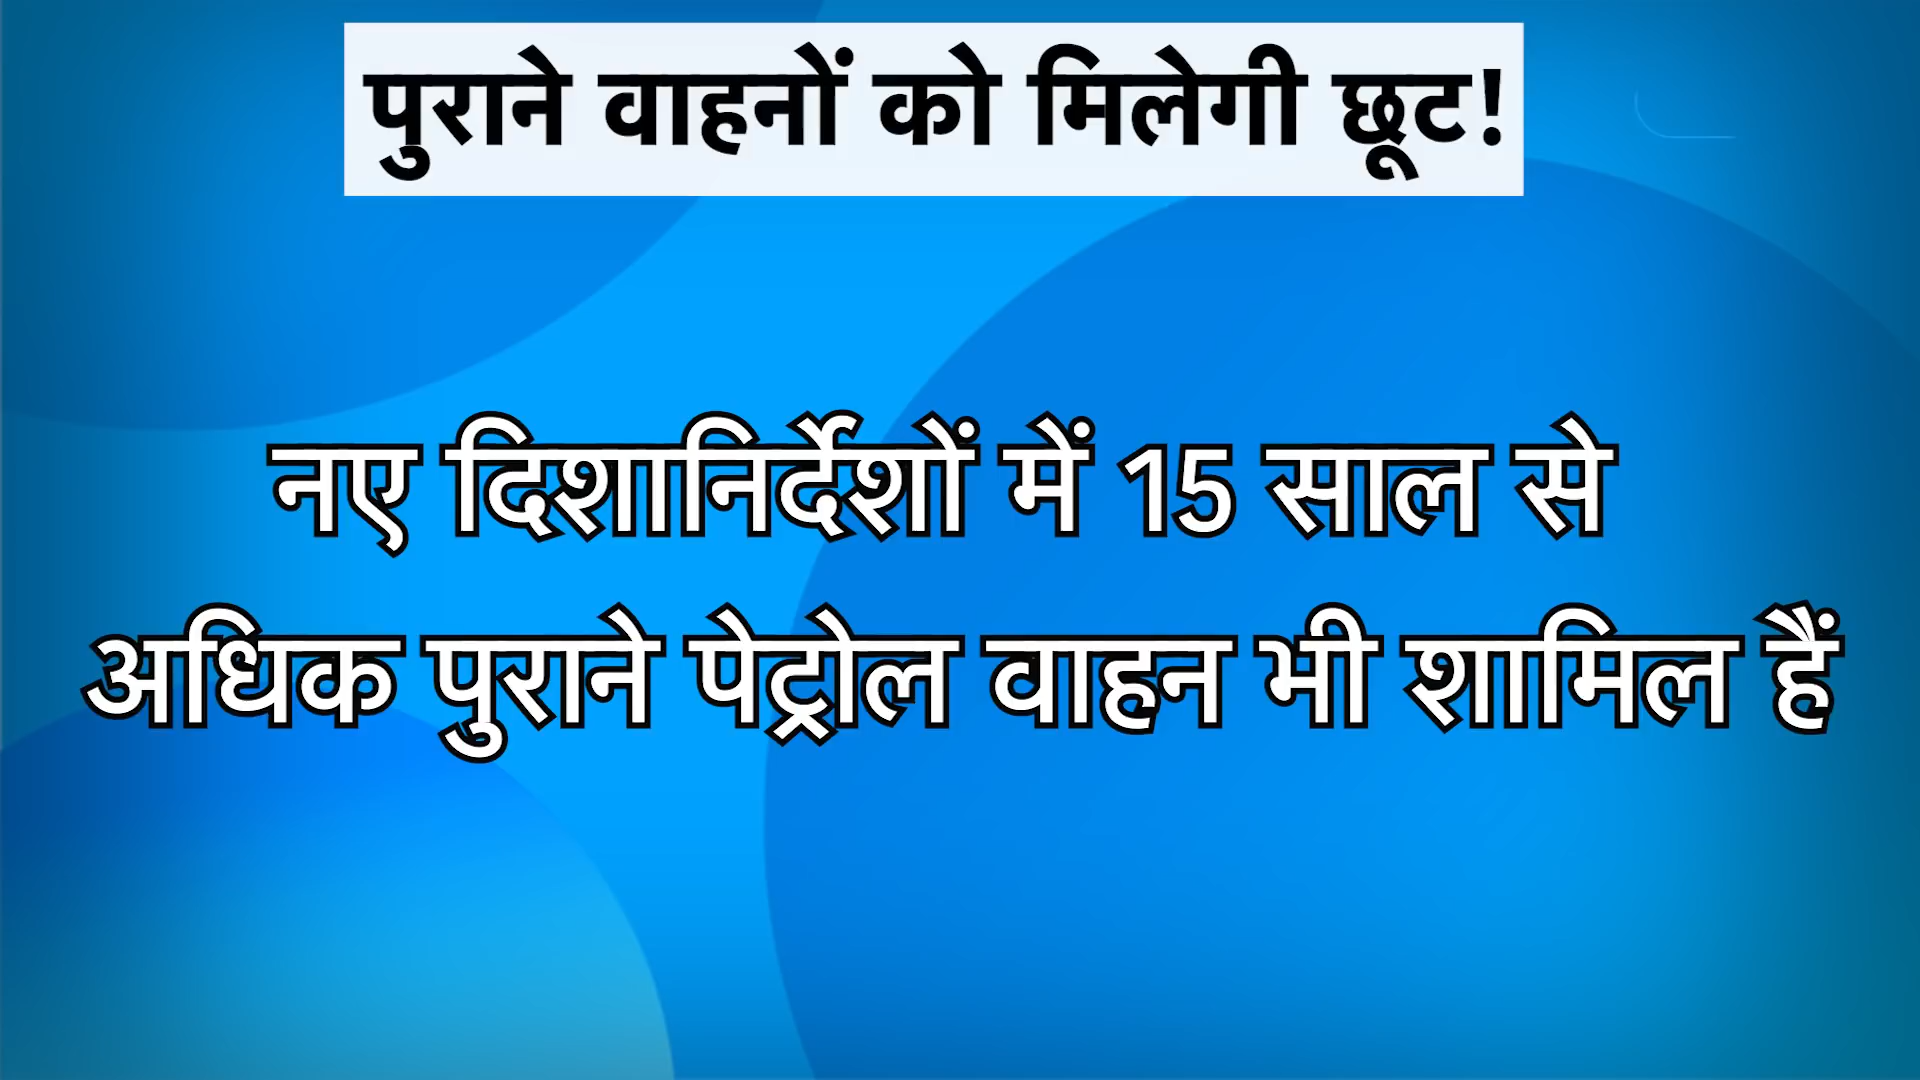 पुराने वाहनों को मिलेगी छूट!
नए दिशानिर्देशों में 15 साल से
अधिक पुराने पेट्रोल वाहन भी शामिल हैं